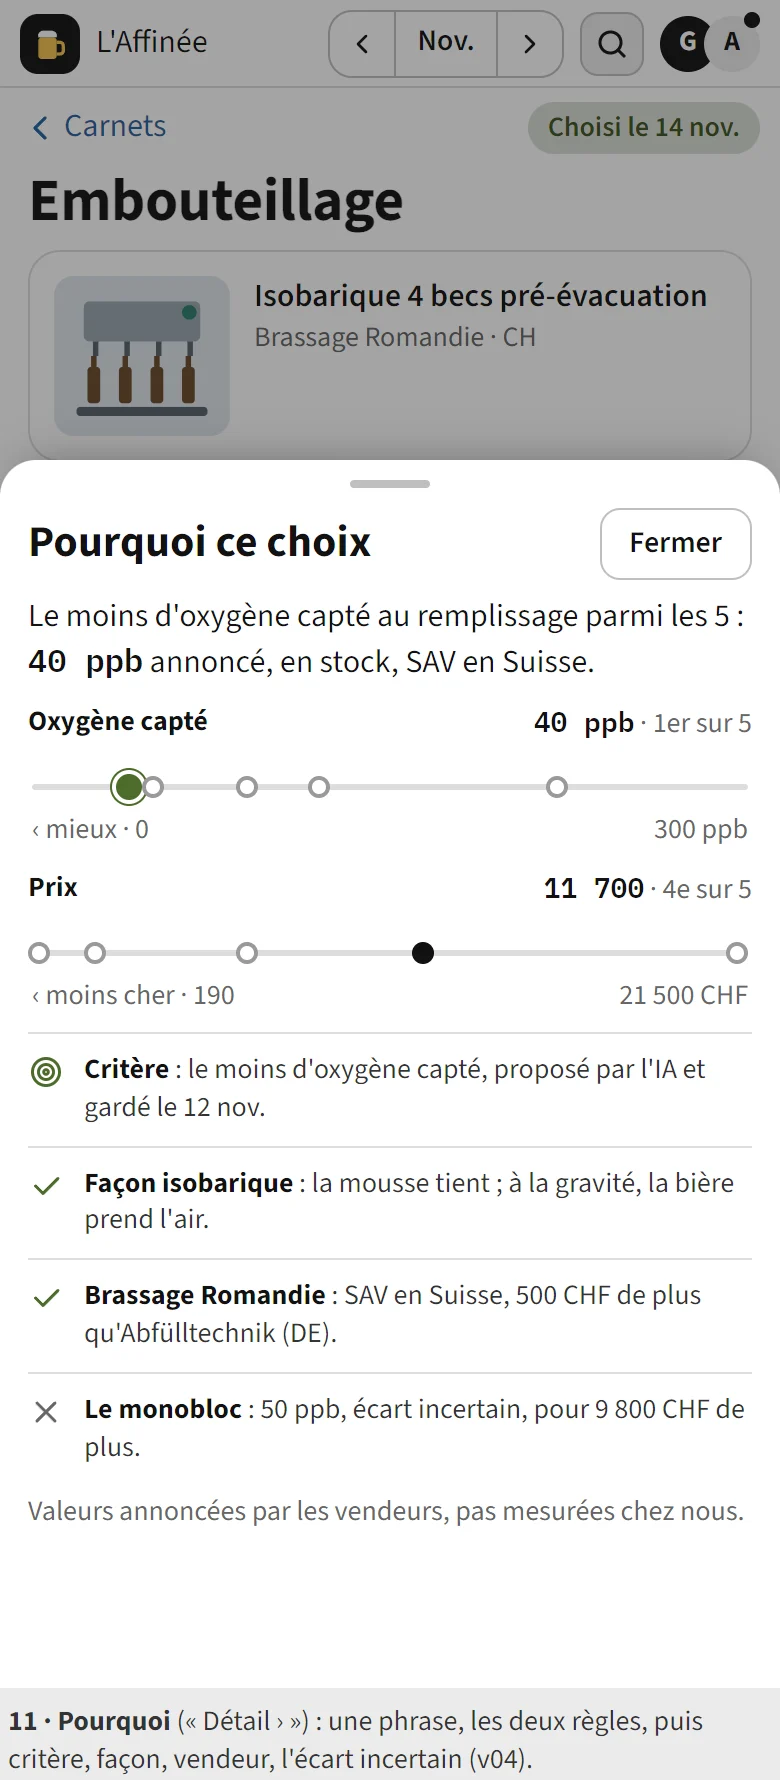 L'Affinée
Nov.
G
A
Carnets
Choisi le 14 nov.
Embouteillage
Isobarique 4 becs pré-évacuation
Brassage Romandie · CH
Pourquoi ce choix
Fermer
Le moins d'oxygène capté au remplissage parmi les 5 :
40 ppb annoncé, en stock, SAV en Suisse.
Oxygène capté
40 ppb · 1er sur 5
‹ mieux · 0
300 ppb
Prix
11 700 · 4e sur 5
‹ moins cher · 190
21 500 CHF
Critère : le moins d'oxygène capté, proposé par l'IA et
gardé le 12 nov.
Façon isobarique : la mousse tient ; à la gravité, la bière
prend l'air.
Brassage Romandie : SAV en Suisse, 500 CHF de plus
qu'Abfülltechnik (DE).
Le monobloc : 50 ppb, écart incertain, pour 9 800 CHF de
plus.
Valeurs annoncées par les vendeurs, pas mesurées chez nous.
11 · Pourquoi (« Détail › ») : une phrase, les deux règles, puis
critère, façon, vendeur, l'écart incertain (v04).